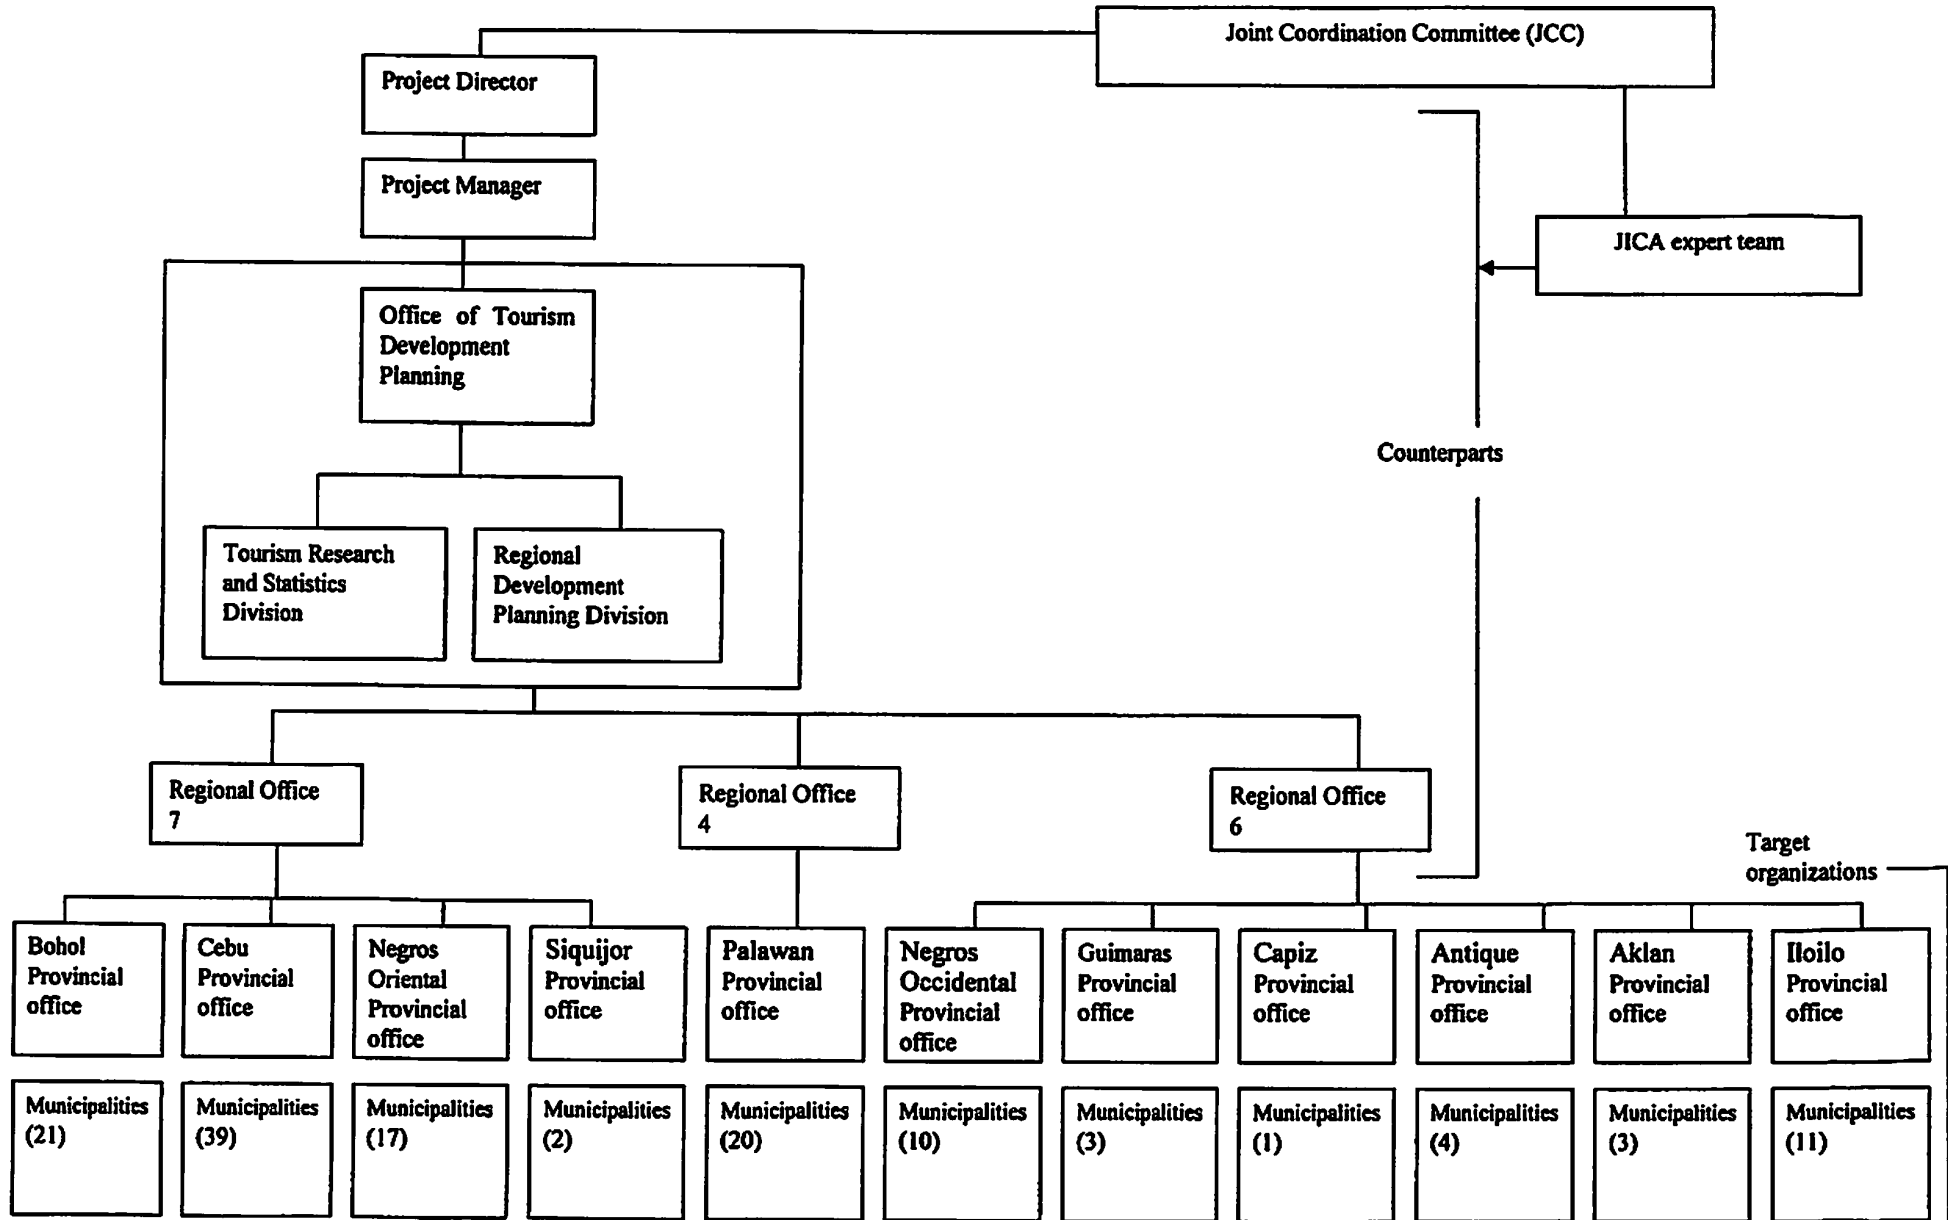 Joint Coordination Committee (JCC)
Project Director
Project Manager
JICA expert team
Office of Tourism
Development
Planning
Counterparts
Tourism Research
and Statistics
Division
Regional
Development
Planning Division
Regional Office
7
Regional Office
4
Regional Office
6
Target
organizations
Bohol
Provincial
office
Cebu
Provincial
office
Negros
Oriental
Provincial
office
Siquijor
Provincial
office
Palawan
Provincial
office
Negros
Occidental
Provincial
office
Guimaras
Provincial
office
Capiz
Provincial
office
Antique
Provincial
office
Aklan
Provincial
office
Iloilo
Provincial
office
Municipalities
(21)
Municipalities
(39)
Municipalities
(17)
Municipalities
(2)
Municipalities
(20)
Municipalities
(10)
Municipalities
(3)
Municipalities
(1)
Municipalities
(4)
Municipalities
(3)
Municipalities
(11)